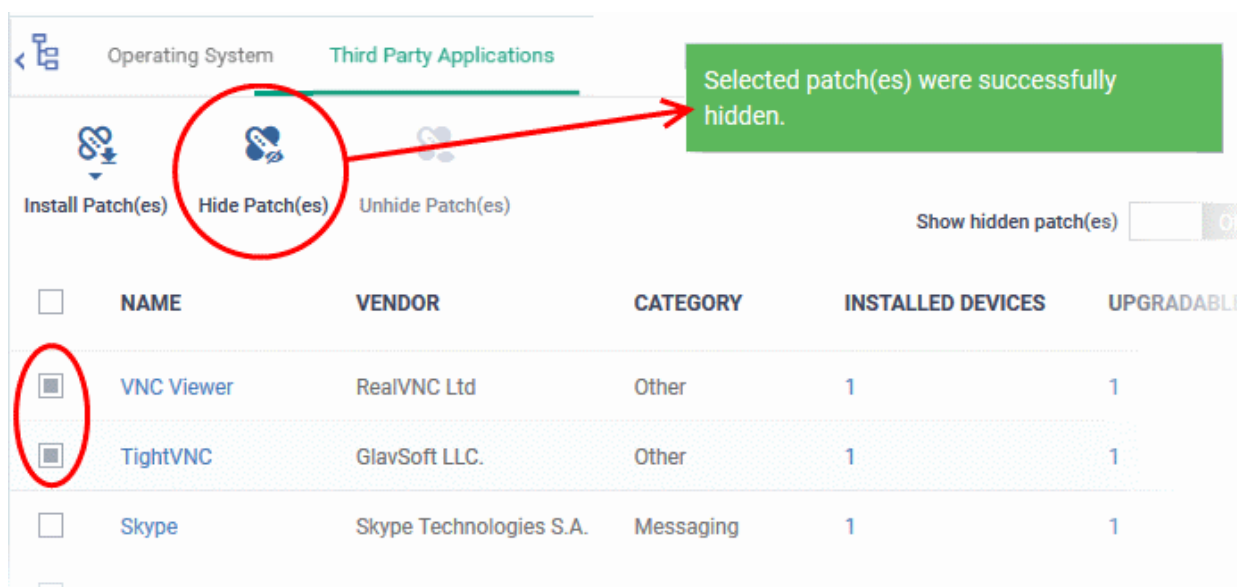 Operating System Third Party Applications
Selected patch(es) were successfully
hidden.
Install Patch(es) Hide Patch(es) Unhide Patch(es)
Show hidden patch(es)
NAME VENDOR CATEGORY INSTALLED DEVICES UPGRADABL
VNC Viewer RealVNC Ltd Other 1 1
TightVNC GlavSoft LLC. Other 1 1
Skype Skype Technologies S.A. Messaging 1 1